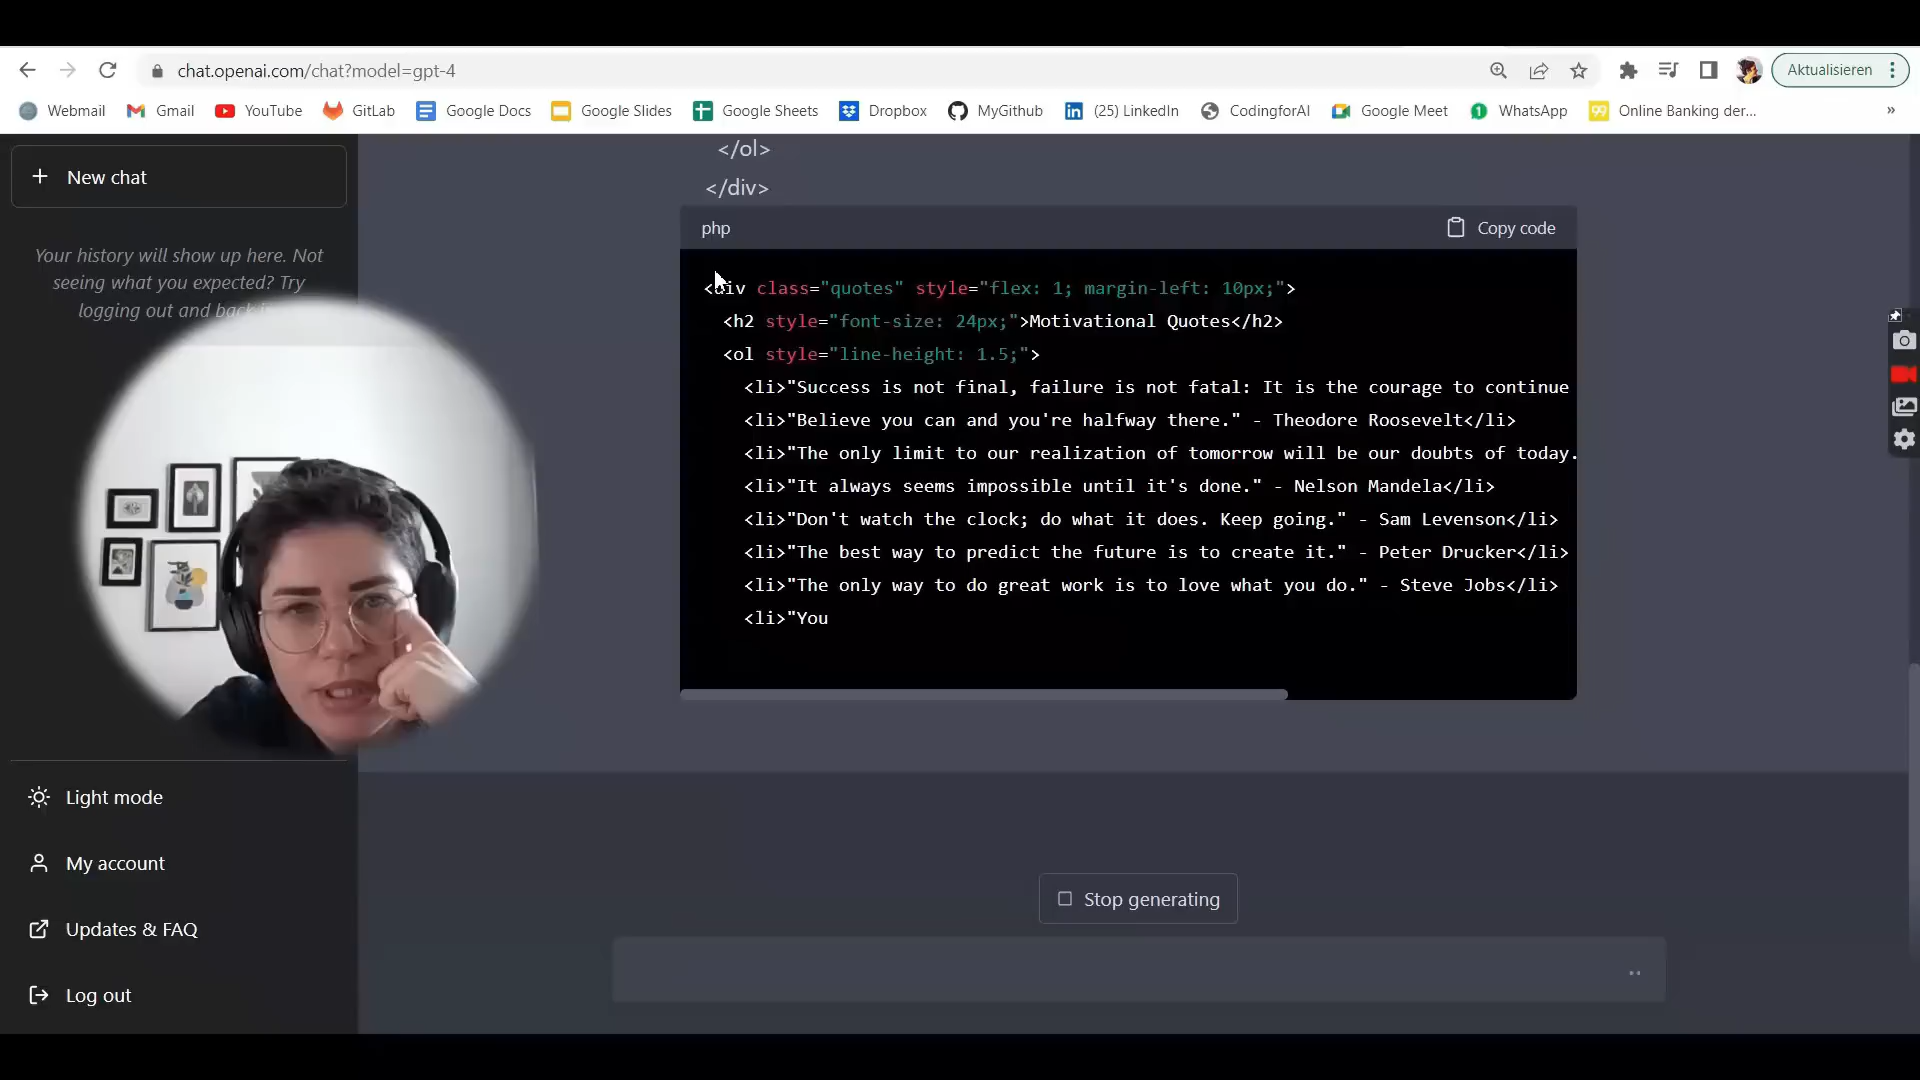 chat.openai.com/chat?model=gpt-4
Aktualisieren
Webmail Gmail YouTube GitLab Google Docs Google Slides Google Sheets Dropbox MyGithub (25) LinkedIn CodingforAI Google Meet 1 WhatsApp 99 Online Banking der... »
+ New chat
Your history will show up here. Not
seeing what you expected? Try
logging out and back
</ol>
</div>
php
Copy code
<div class="quotes" style="flex: 1; margin-left: 10px;">
<h2 style="font-size: 24px;">Motivational Quotes</h2>
<ol style="line-height: 1.5;">
<li>"Success is not final, failure is not fatal: It is the courage to continue
<li>"Believe you can and you're halfway there." - Theodore Roosevelt</li>
<li>"The only limit to our realization of tomorrow will be our doubts of today.
<li>"It always seems impossible until it's done." - Nelson Mandela</li>
<li>"Don't watch the clock; do what it does. Keep going." - Sam Levenson</li>
<li>"The best way to predict the future is to create it." - Peter Drucker</li>
<li>"The only way to do great work is to love what you do." - Steve Jobs</li>
<li>"You
Light mode
My account
Updates & FAQ
Log out
Stop generating